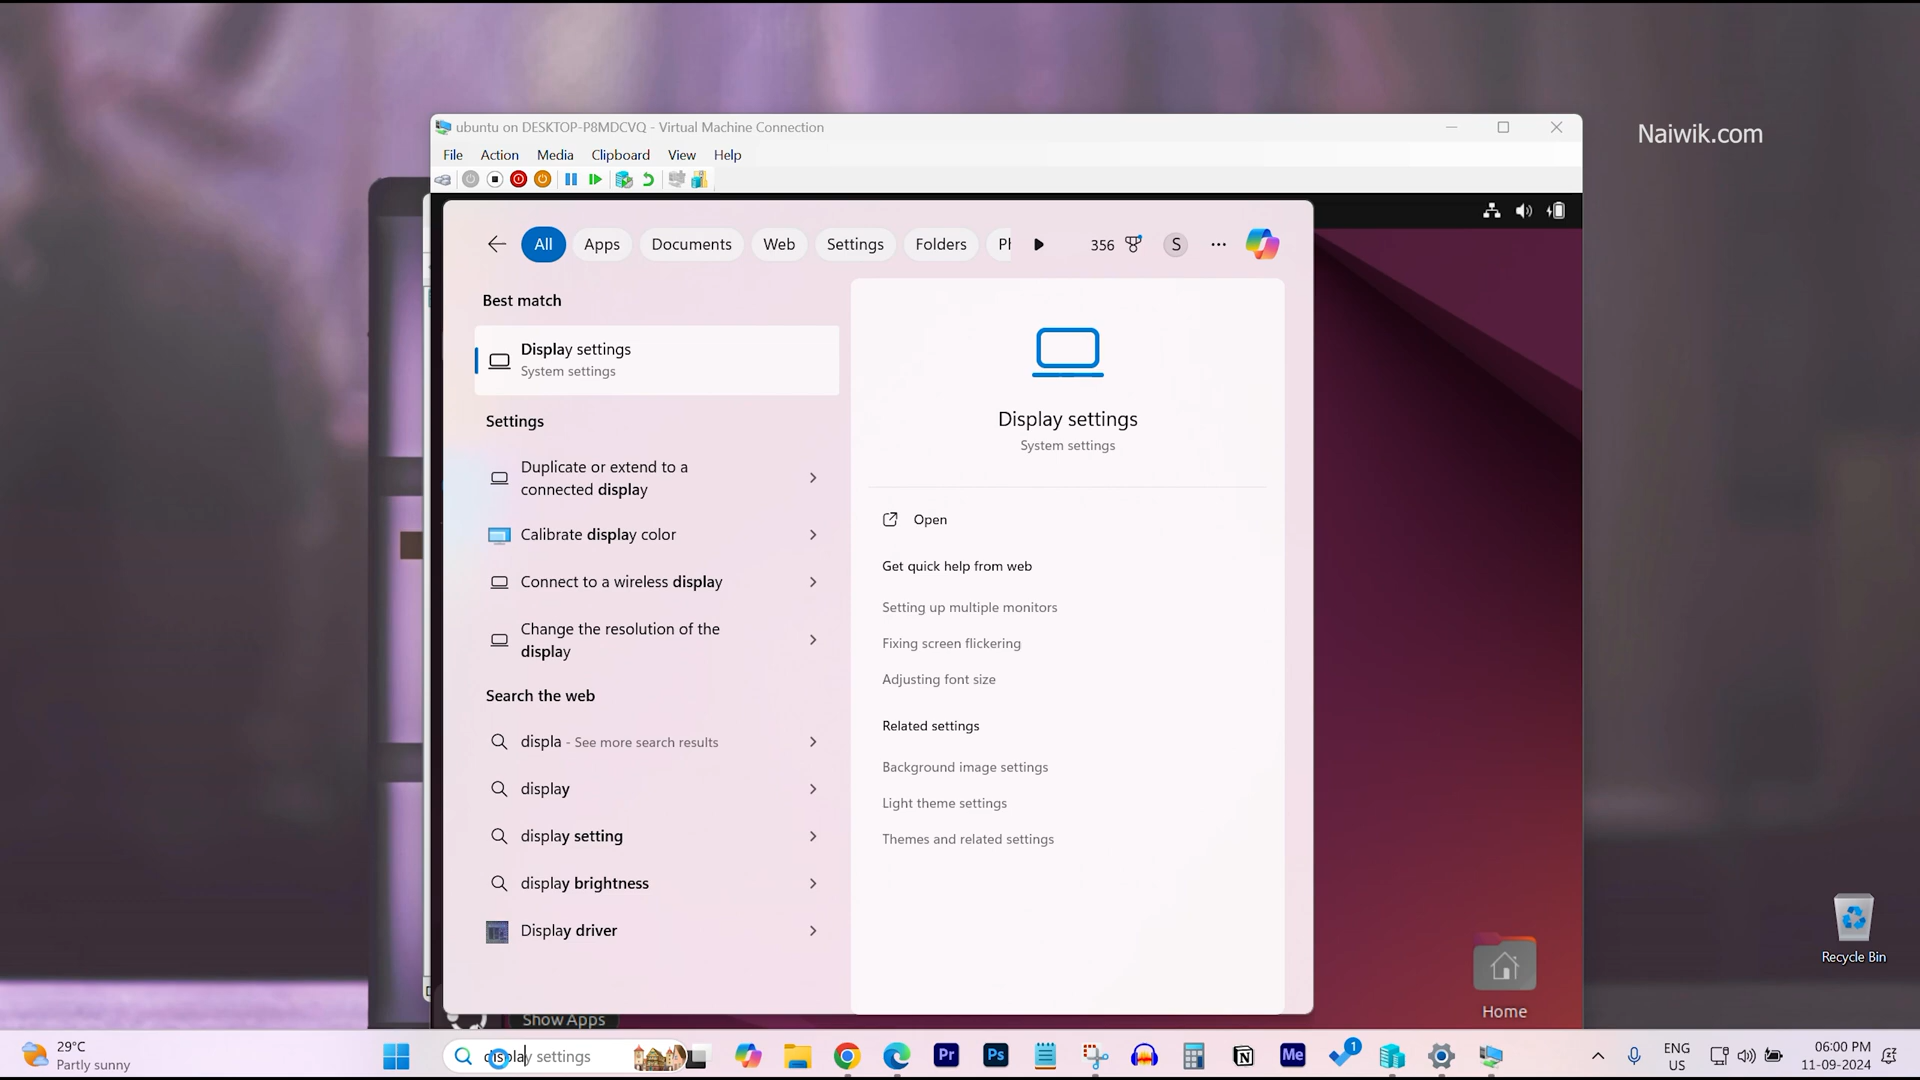 ubuntu on DESKTOP-P8MDCVQ - Virtual Machine Connection
Naiwik.com
File Action Media Clipboard View Help
All Apps Documents Web Settings Folders 356 S
Best match
Display settings
System settings
Settings
Duplicate or extend to a
connected display
Calibrate display color
Connect to a wireless display
Change the resolution of the
display
Search the web
displa - See more search results
display
display setting
display brightness
Display driver
Display settings
System settings
Open
Get quick help from web
Setting up multiple monitors
Fixing screen flickering
Adjusting font size
Related settings
Background image settings
Light theme settings
Themes and related settings
Recycle Bin
Home
Show Apps
29°C
Partly sunny
display settings
Pr
Ps
Me
1
ENG
US
06:00 PM
11-09-2024